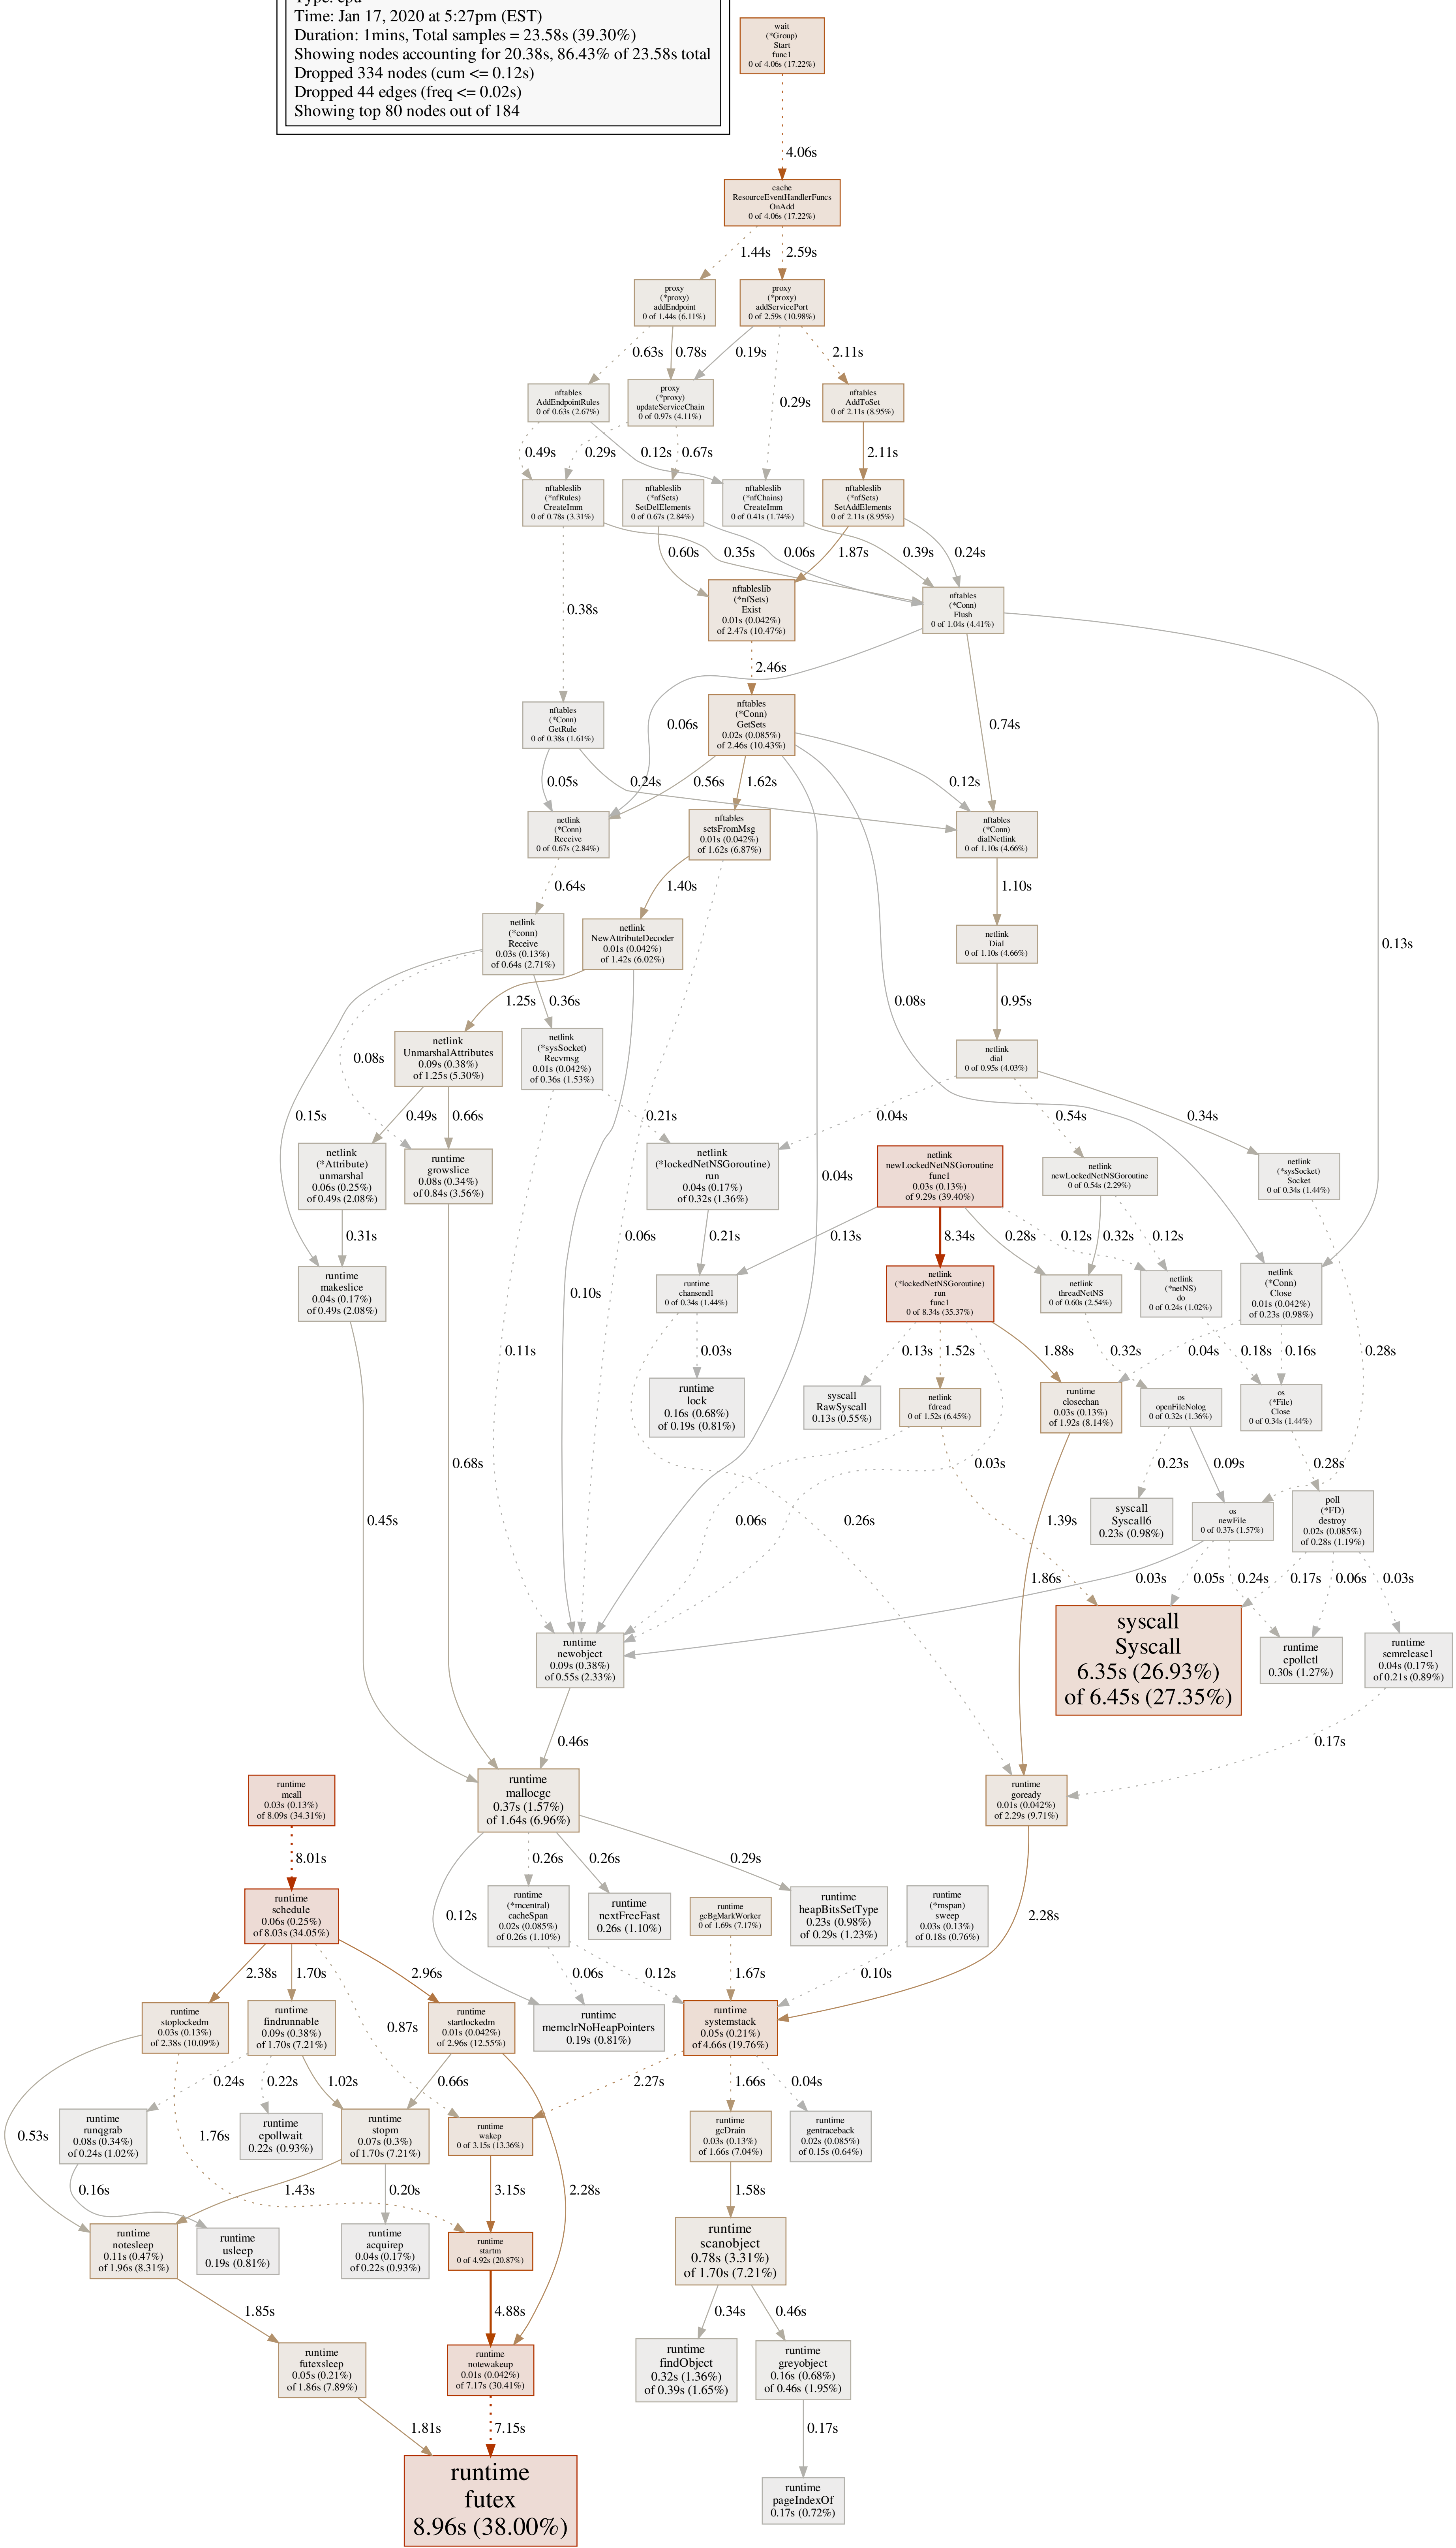 Type: cpu
Time: Jan 17, 2020 at 5:27pm (EST)
Duration: 1mins, Total samples = 23.58s (39.30%)
Showing nodes accounting for 20.38s, 86.43% of 23.58s total
Dropped 334 nodes (cum <= 0.12s)
Dropped 44 edges (freq <= 0.02s)
Showing top 80 nodes out of 184
wait
(*Group)
Start
func1
0 of 4.06s (17.22%)
4.06s
cache
ResourceEventHandlerFuncs
OnAdd
0 of 4.06s (17.22%)
1.44s
2.59s
proxy
(*proxy)
addEndpoint
0 of 1.44s (6.11%)
proxy
(*proxy)
addServicePort
0 of 2.59s (10.98%)
0.63s
0.78s
0.19s
2.11s
nftables
AddEndpointRules
0 of 0.63s (2.67%)
proxy
(*proxy)
updateServiceChain
0 of 0.97s (4.11%)
0.29s
nftables
AddToSet
0 of 2.11s (8.95%)
0.49s
0.29s
0.12s
0.67s
2.11s
nftableslib
(*nfRules)
CreateImm
0 of 0.78s (3.31%)
nftableslib
(*nfSets)
SetDelElements
0 of 0.67s (2.84%)
nftableslib
(*nfChains)
CreateImm
0 of 0.41s (1.74%)
nftableslib
(*nfSets)
SetAddElements
0 of 2.11s (8.95%)
0.60s
0.35s
0.06s
1.87s
0.39s
0.24s
0.38s
nftableslib
(*nfSets)
Exist
0.01s (0.042%)
of 2.47s (10.47%)
nftables
(*Conn)
Flush
0 of 1.04s (4.41%)
2.46s
nftables
(*Conn)
GetRule
0 of 0.38s (1.61%)
0.06s
nftables
(*Conn)
GetSets
0.02s (0.085%)
of 2.46s (10.43%)
0.74s
0.05s
0.24s
0.56s
1.62s
0.12s
netlink
(*Conn)
Receive
0 of 0.67s (2.84%)
nftables
setsFromMsg
0.01s (0.042%)
of 1.62s (6.87%)
nftables
(*Conn)
dialNetlink
0 of 1.10s (4.66%)
0.64s
1.40s
1.10s
netlink
(*conn)
Receive
0.03s (0.13%)
of 0.64s (2.71%)
netlink
NewAttributeDecoder
0.01s (0.042%)
of 1.42s (6.02%)
netlink
Dial
0 of 1.10s (4.66%)
0.13s
1.25s
0.36s
0.08s
0.95s
0.08s
netlink
UnmarshalAttributes
0.09s (0.38%)
of 1.25s (5.30%)
netlink
(*sysSocket)
Recvmsg
0.01s (0.042%)
of 0.36s (1.53%)
netlink
dial
0 of 0.95s (4.03%)
0.15s
0.49s
0.66s
0.21s
0.04s
0.54s
0.34s
netlink
(*Attribute)
unmarshal
0.06s (0.25%)
of 0.49s (2.08%)
runtime
growslice
0.08s (0.34%)
of 0.84s (3.56%)
netlink
(*lockedNetNSGoroutine)
run
0.04s (0.17%)
of 0.32s (1.36%)
0.04s
netlink
newLockedNetNSGoroutine
func1
0.03s (0.13%)
of 9.29s (39.40%)
netlink
newLockedNetNSGoroutine
0 of 0.54s (2.29%)
netlink
(*sysSocket)
Socket
0 of 0.34s (1.44%)
0.31s
0.06s
0.21s
0.13s
8.34s
0.28s
0.12s
0.32s
0.12s
runtime
makeslice
0.04s (0.17%)
of 0.49s (2.08%)
0.10s
runtime
chansend1
0 of 0.34s (1.44%)
netlink
(*lockedNetNSGoroutine)
run
func1
0 of 8.34s (35.37%)
netlink
threadNetNS
0 of 0.60s (2.54%)
netlink
(*netNS)
do
0 of 0.24s (1.02%)
netlink
(*Conn)
Close
0.01s (0.042%)
of 0.23s (0.98%)
0.11s
0.03s
0.13s
1.52s
1.88s
0.32s
0.04s
0.18s
0.16s
0.28s
runtime
lock
0.16s (0.68%)
of 0.19s (0.81%)
syscall
RawSyscall
0.13s (0.55%)
netlink
fdread
0 of 1.52s (6.45%)
runtime
closechan
0.03s (0.13%)
of 1.92s (8.14%)
os
openFileNolog
0 of 0.32s (1.36%)
os
(*File)
Close
0 of 0.34s (1.44%)
0.68s
0.03s
0.23s
0.09s
0.28s
0.45s
0.06s
0.26s
1.39s
syscall
Syscall6
0.23s (0.98%)
os
newFile
0 of 0.37s (1.57%)
poll
(*FD)
destroy
0.02s (0.085%)
of 0.28s (1.19%)
1.86s
0.03s
0.05s
0.24s
0.17s
0.06s
0.03s
runtime
newobject
0.09s (0.38%)
of 0.55s (2.33%)
syscall
Syscall
6.35s (26.93%)
of 6.45s (27.35%)
runtime
epollctl
0.30s (1.27%)
runtime
semrelease1
0.04s (0.17%)
of 0.21s (0.89%)
0.46s
0.17s
runtime
mcall
0.03s (0.13%)
of 8.09s (34.31%)
runtime
mallocgc
0.37s (1.57%)
of 1.64s (6.96%)
runtime
goready
0.01s (0.042%)
of 2.29s (9.71%)
8.01s
0.26s
0.26s
0.29s
runtime
schedule
0.06s (0.25%)
of 8.03s (34.05%)
0.12s
runtime
(*mcentral)
cacheSpan
0.02s (0.085%)
of 0.26s (1.10%)
runtime
nextFreeFast
0.26s (1.10%)
runtime
gcBgMarkWorker
0 of 1.69s (7.17%)
runtime
heapBitsSetType
0.23s (0.98%)
of 0.29s (1.23%)
runtime
(*mspan)
sweep
0.03s (0.13%)
of 0.18s (0.76%)
2.28s
2.38s
1.70s
2.96s
0.06s
0.12s
1.67s
0.10s
runtime
stoplockedm
0.03s (0.13%)
of 2.38s (10.09%)
runtime
findrunnable
0.09s (0.38%)
of 1.70s (7.21%)
0.87s
runtime
startlockedm
0.01s (0.042%)
of 2.96s (12.55%)
runtime
memclrNoHeapPointers
0.19s (0.81%)
runtime
systemstack
0.05s (0.21%)
of 4.66s (19.76%)
0.24s
0.22s
1.02s
0.66s
2.27s
1.66s
0.04s
0.53s
runtime
runqgrab
0.08s (0.34%)
of 0.24s (1.02%)
1.76s
runtime
epollwait
0.22s (0.93%)
runtime
stopm
0.07s (0.3%)
of 1.70s (7.21%)
runtime
wakep
0 of 3.15s (13.36%)
runtime
gcDrain
0.03s (0.13%)
of 1.66s (7.04%)
runtime
gentraceback
0.02s (0.085%)
of 0.15s (0.64%)
0.16s
1.43s
0.20s
3.15s
2.28s
1.58s
runtime
notesleep
0.11s (0.47%)
of 1.96s (8.31%)
runtime
usleep
0.19s (0.81%)
runtime
acquirep
0.04s (0.17%)
of 0.22s (0.93%)
runtime
startm
0 of 4.92s (20.87%)
runtime
scanobject
0.78s (3.31%)
of 1.70s (7.21%)
1.85s
4.88s
0.34s
0.46s
runtime
futexsleep
0.05s (0.21%)
of 1.86s (7.89%)
runtime
notewakeup
0.01s (0.042%)
of 7.17s (30.41%)
runtime
findObject
0.32s (1.36%)
of 0.39s (1.65%)
runtime
greyobject
0.16s (0.68%)
of 0.46s (1.95%)
1.81s
7.15s
0.17s
runtime
futex
8.96s (38.00%)
runtime
pageIndexOf
0.17s (0.72%)